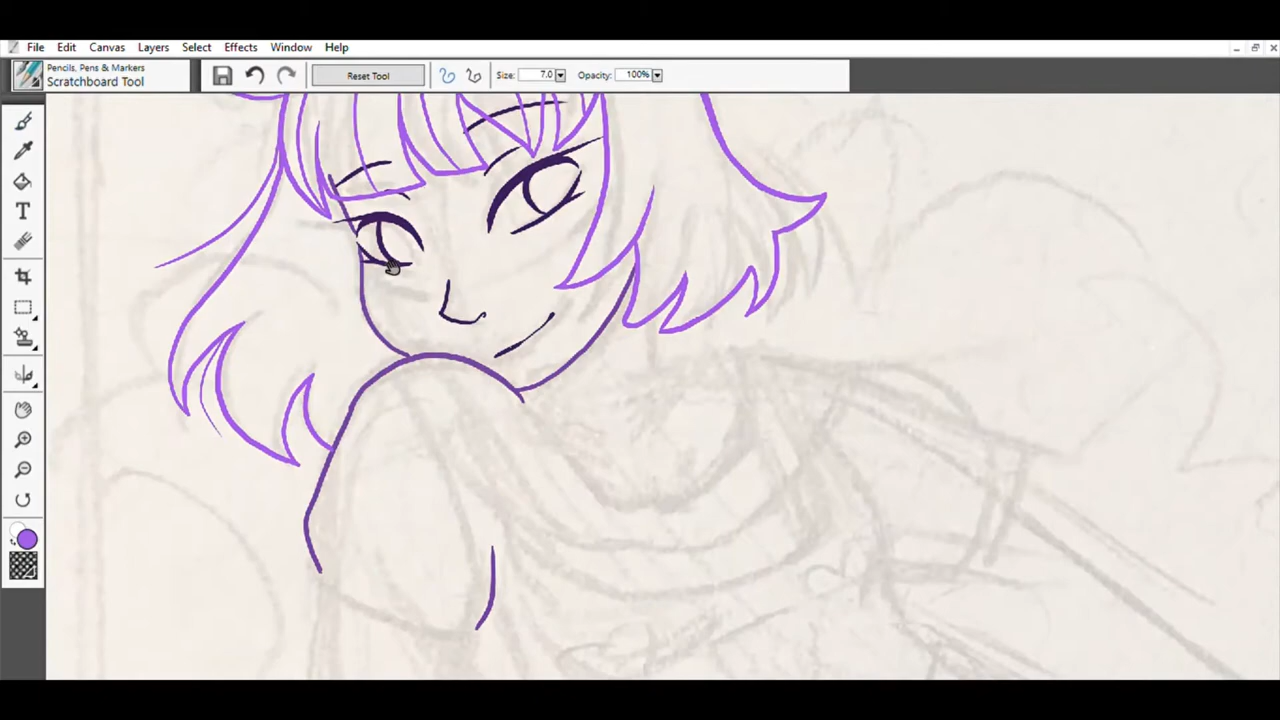 File Edit Canvas Layers Select Effects Window Help
Pencils, Pens & Markers
Scratchboard Tool
Reset Tool
Size: 7.0
Opacity: 100%